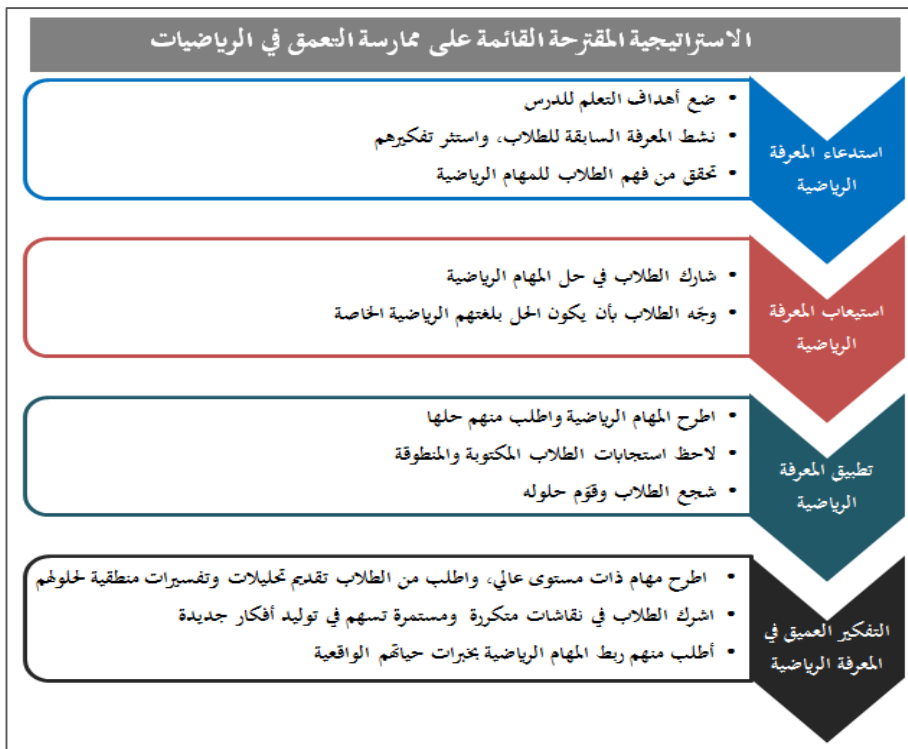 الاستراتيجية المقترحة القائمة على ممارسة التعمق في الرياضيات
استدعاء المعرفة
الرياضية
• ضع أهداف التعلم للدرس
• نشط المعرفة السابقة للطلاب، واستثر تفكيرهم
• تحقق من فهم الطلاب للمهام الرياضية
استيعاب المعرفة
الرياضية
• شارك الطلاب في حل المهام الرياضية
• وجّه الطلاب بأن يكون الحل بلغتهم الرياضية الخاصة
تطبيق المعرفة
الرياضية
• اطرح المهام الرياضية واطلب منهم حلها
• لاحظ استجابات الطلاب المكتوبة والمنطوقة
• شجع الطلاب وقوّم حلوله
التفكير العميق في
المعرفة الرياضية
• اطرح مهام ذات مستوى عالي، واطلب من الطلاب تقديم تحليلات وتفسيرات منطقية لحلولهم
• اشرك الطلاب في نقاشات متكررة ومستمرة تسهم في توليد أفكار جديدة
• أطلب منهم ربط المهام الرياضية بخبرات حياتهم الواقعية